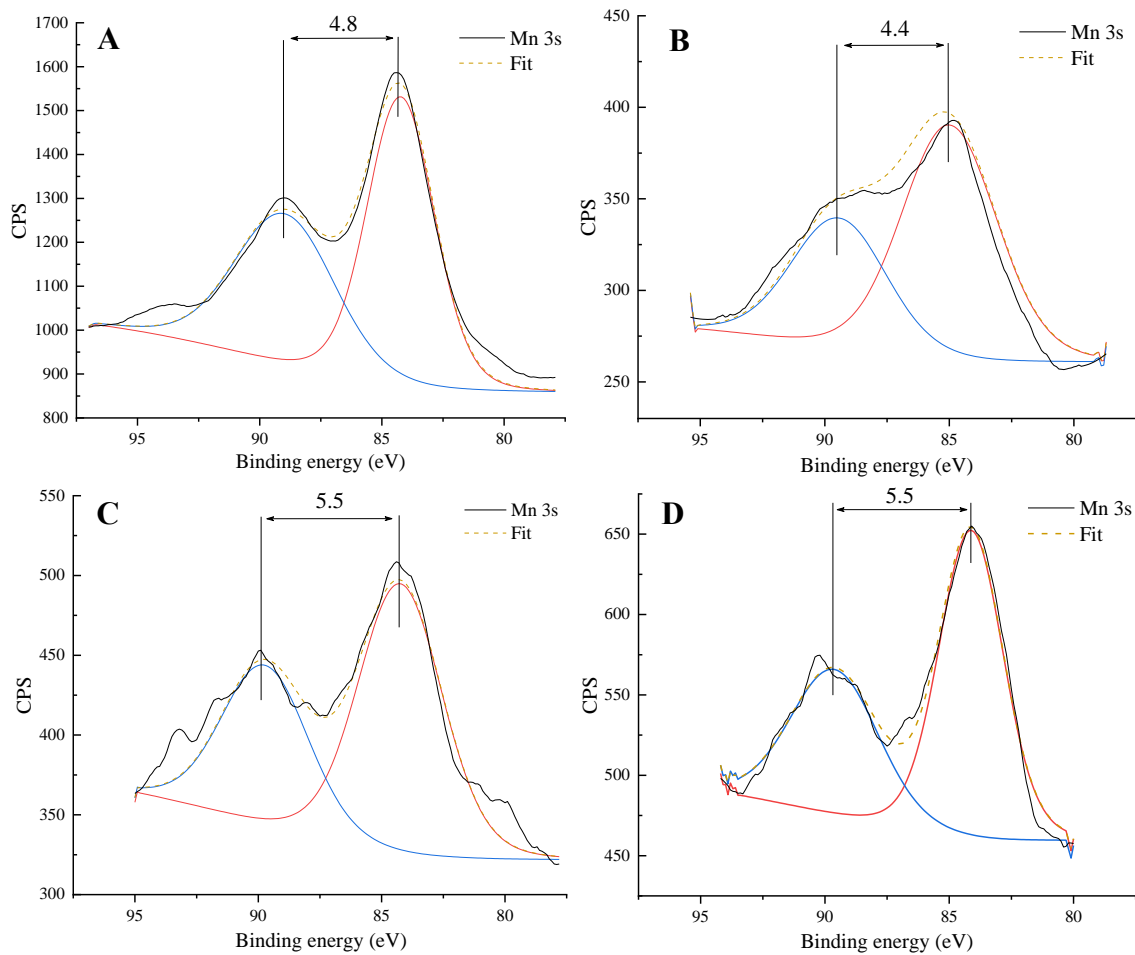 A
4.8
Mn 3s
Fit
1700
1600
1500
1400
1300
1200
1100
1000
900
800
CPS
95 90 85 80
Binding energy (eV)
B
4.4
Mn 3s
Fit
450
400
350
300
250
CPS
95 90 85 80
Binding energy (eV)
C
5.5
Mn 3s
Fit
550
500
450
400
350
300
CPS
95 90 85 80
Binding energy (eV)
D
5.5
Mn 3s
Fit
650
600
550
500
450
CPS
95 90 85 80
Binding energy (eV)